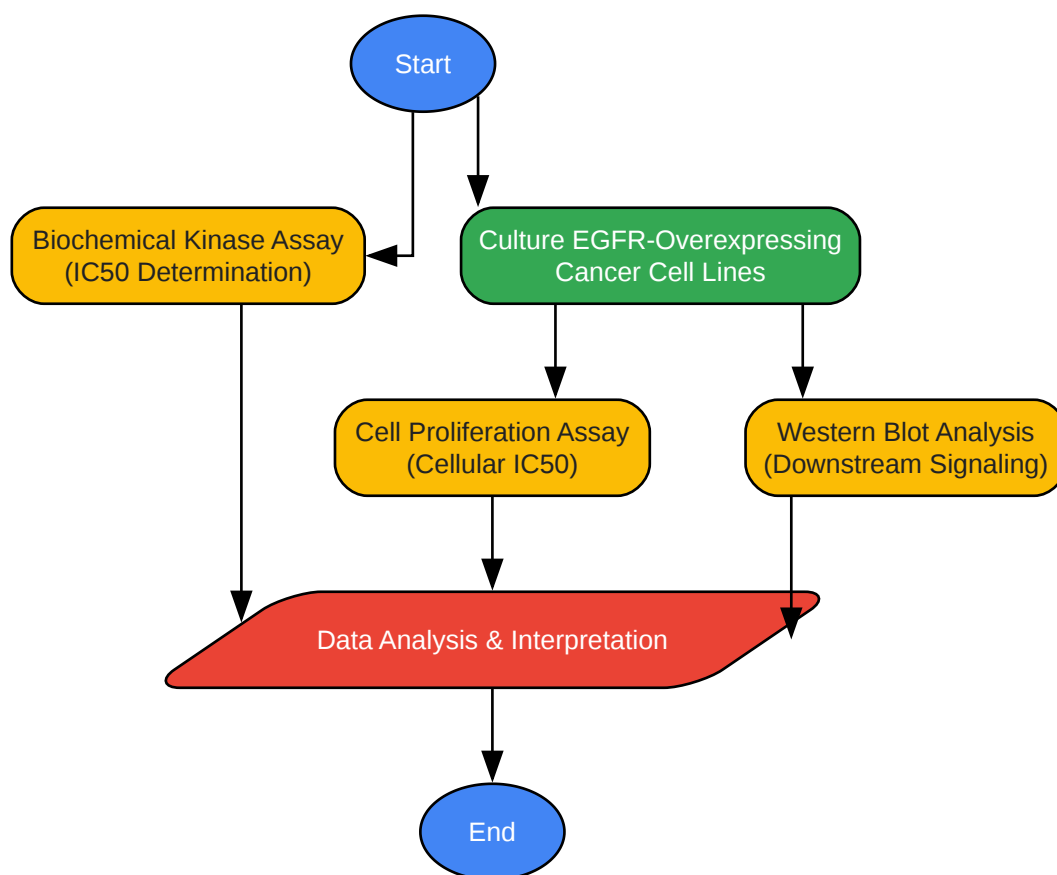 Start
Biochemical Kinase Assay
(IC50 Determination)
Culture EGFR-Overexpressing
Cancer Cell Lines
Cell Proliferation Assay
(Cellular IC50)
Western Blot Analysis
(Downstream Signaling)
Data Analysis & Interpretation
End